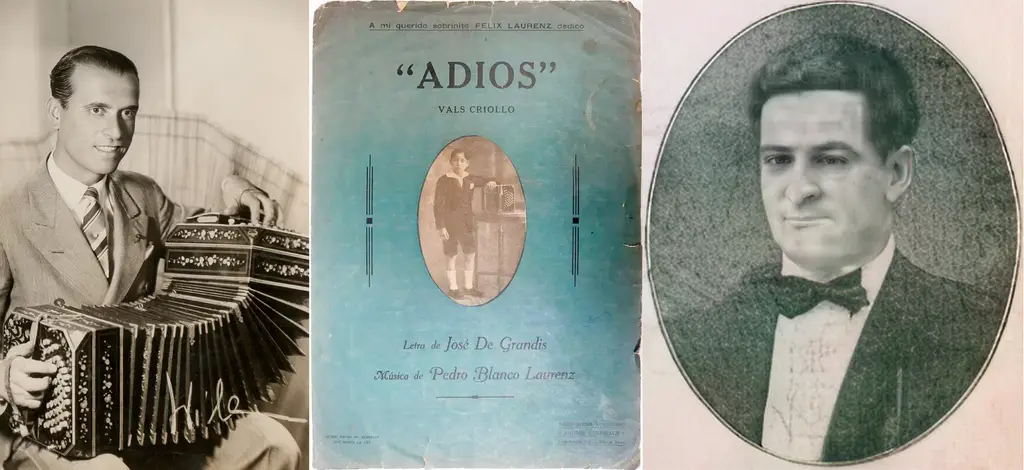 A mi querido sobrinito FELIX LAURENZ dedico
"ADIOS"
VALS CRIOLLO
Letra de José De Grandis
Música de Pedro Blanco Laurenz